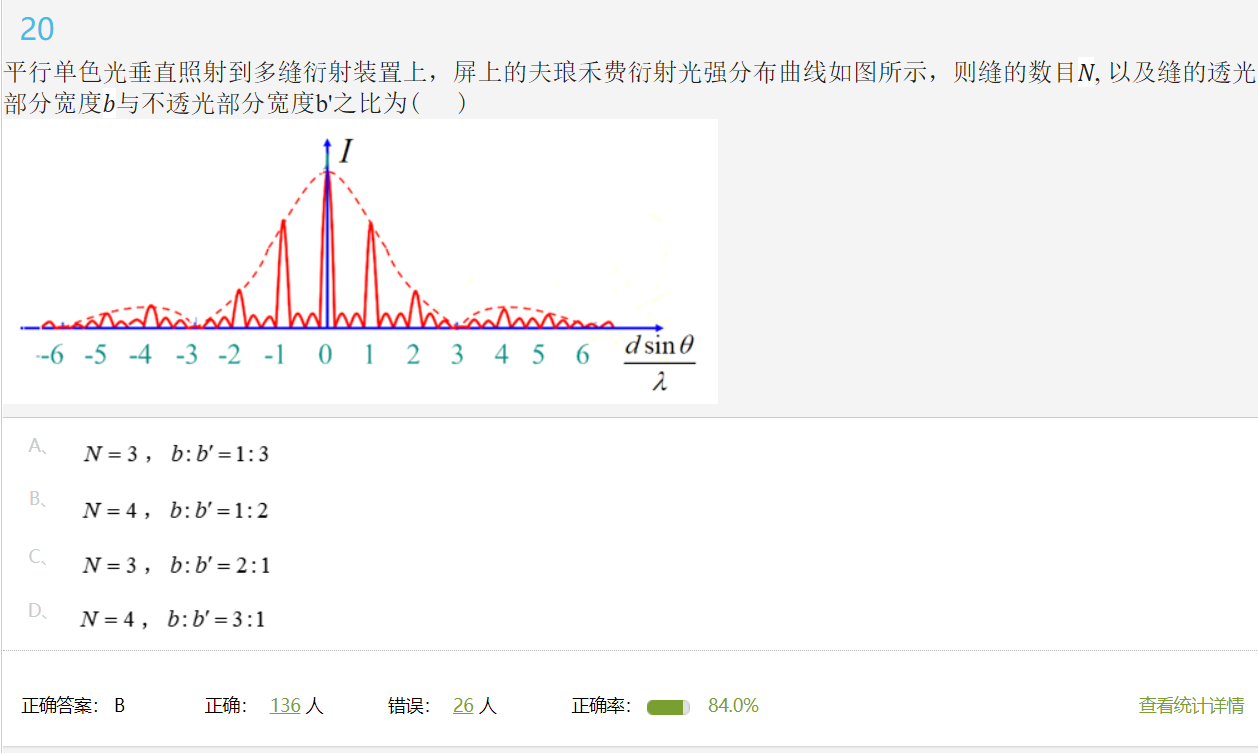 20
平行单色光垂直照射到多缝衍射装置上，屏上的夫琅禾费衍射光强分布曲线如图所示，则缝的数目N, 以及缝的透光
部分宽度b与不透光部分宽度b'之比为(　)
I
-6 -5 -4 -3 -2 -1 0 1 2 3 4 5 6
d sin θ
λ
A、 N = 3 , b : b′ = 1 : 3
B、 N = 4 , b : b′ = 1 : 2
C、 N = 3 , b : b′ = 2 : 1
D、 N = 4 , b : b′ = 3 : 1
正确答案： B 正确： 136 人 错误： 26 人 正确率： 84.0% 查看统计详情